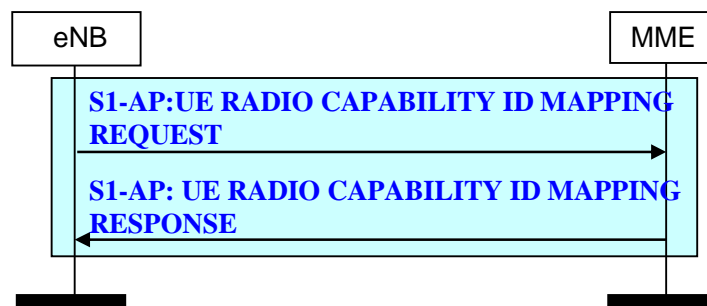 eNB
MME
S1-AP:UE RADIO CAPABILITY ID MAPPING
REQUEST
S1-AP: UE RADIO CAPABILITY ID MAPPING
RESPONSE